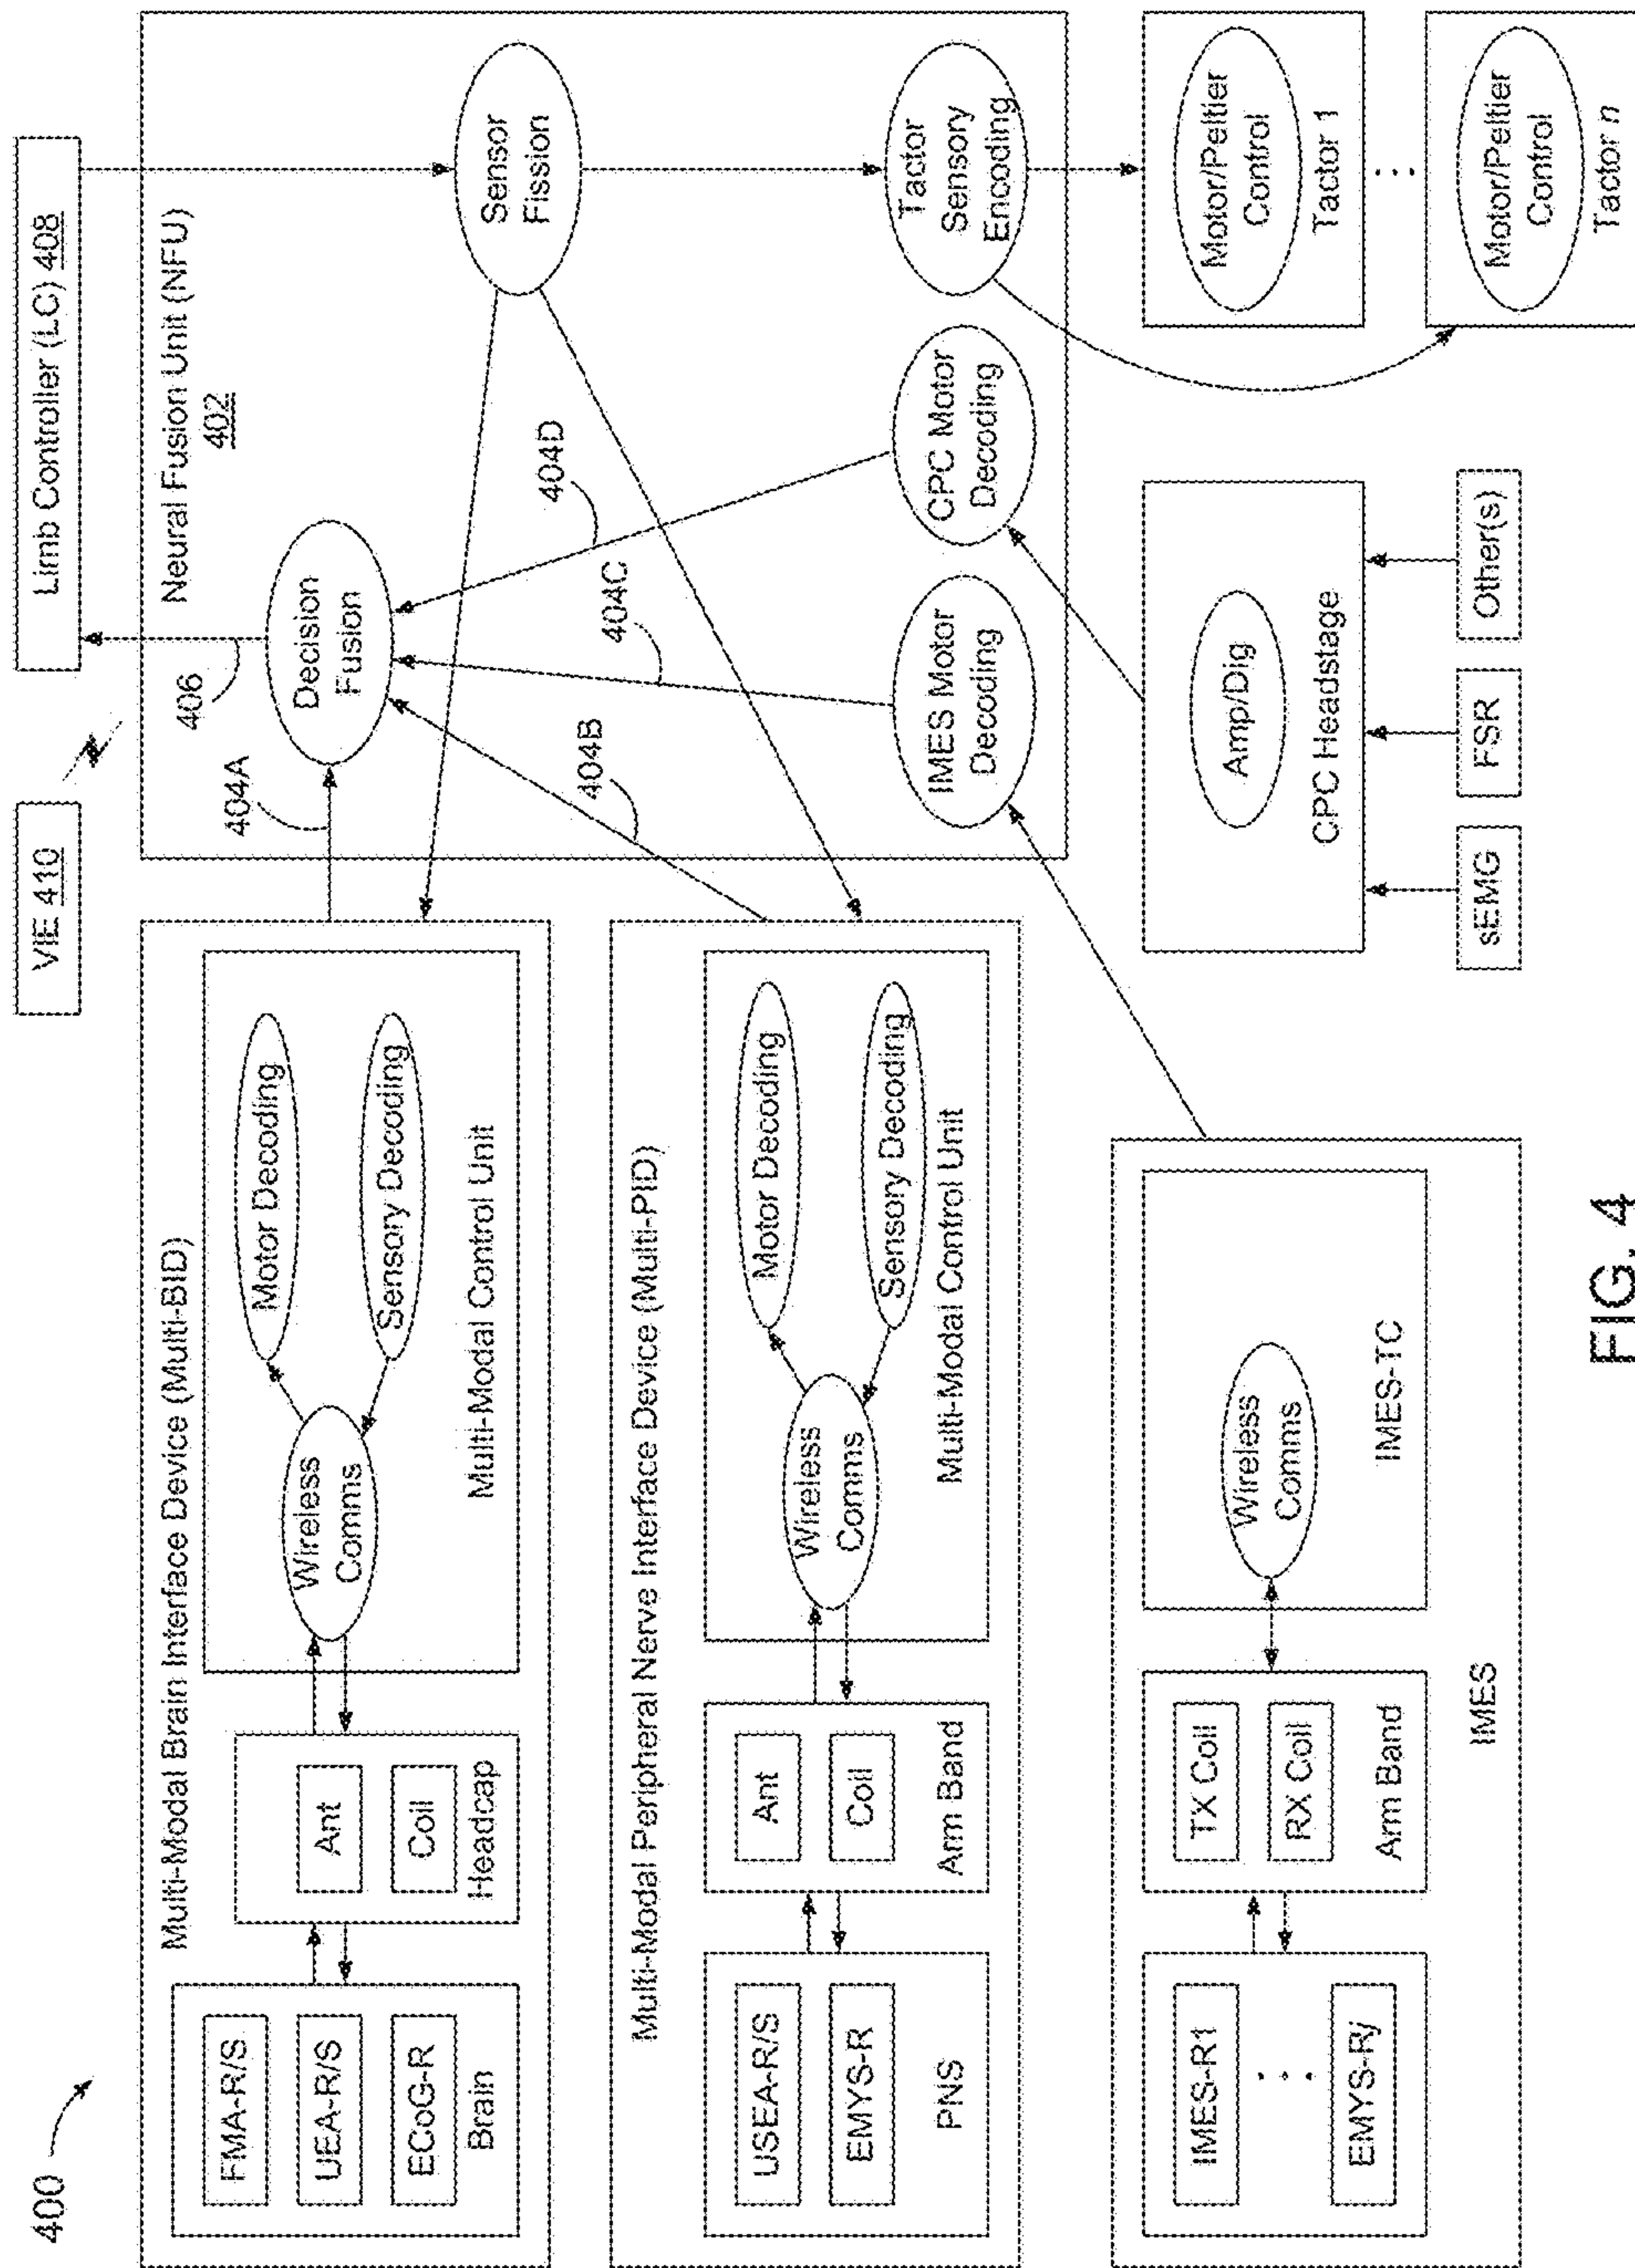 400
VIE 410
Limb Controller (LC) 408
406
Multi-Modal Brain Interface Device (Multi-BID)
FMA-R/S
UEA-R/S
ECoG-R
Brain
Ant
Coil
Headcap
Wireless
Comms
Motor Decoding
Sensory Decoding
Multi-Modal Control Unit
Multi-Modal Peripheral Nerve Interface Device (Multi-PID)
USEA-R/S
EMYS-R
PNS
Ant
Coil
Arm Band
Wireless
Comms
Motor Decoding
Sensory Decoding
Multi-Modal Control Unit
IMES-R1
EMYS-Rj
TX Coil
RX Coil
Arm Band
Wireless
Comms
IMES-TC
IMES
Neural Fusion Unit (NFU)
402
404A
Decision
Fusion
404B
404C
404D
Sensor
Fission
IMES Motor
Decoding
CPC Motor
Decoding
Tactor
Sensory
Encoding
Amp/Dig
CPC Headstage
sEMG
FSR
Other(s)
Motor/Peltier
Control
Tactor 1
Motor/Peltier
Control
Tactor n
FIG. 4